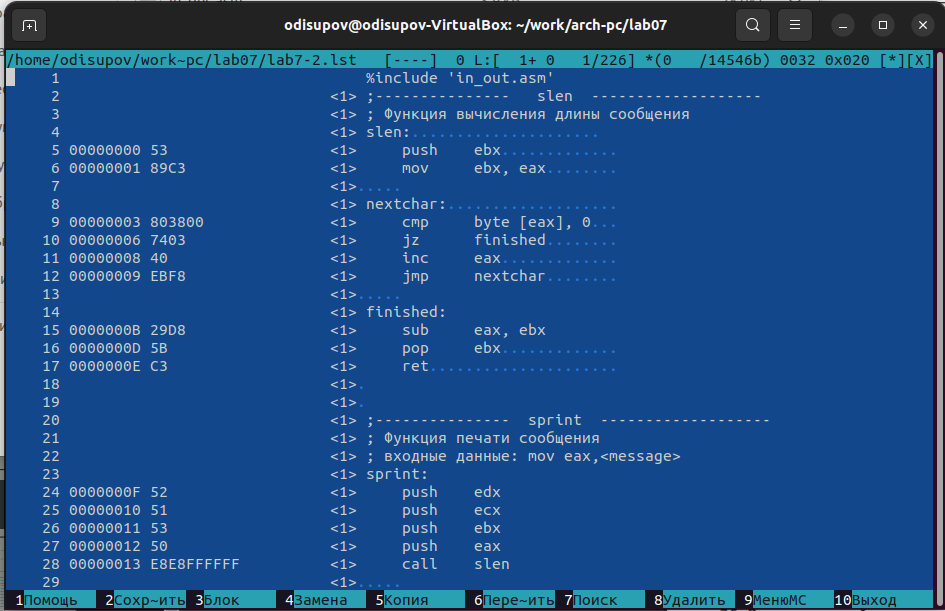 odisupov@odisupov-VirtualBox: ~/work/arch-pc/lab07
/home/odisupov/work~pc/lab07/lab7-2.lst   [----]  0 L:[  1+ 0   1/226] *(0   /14546b) 0032 0x020 [*][X]
     1                                  %include 'in_out.asm'
     2                              <1> ;---------------   slen  -------------------
     3                              <1> ; Функция вычисления длины сообщения
     4                              <1> slen:.....................
     5 00000000 53                  <1>     push    ebx.............
     6 00000001 89C3                <1>     mov     ebx, eax........
     7                              <1>.....
     8                              <1> nextchar:...................
     9 00000003 803800              <1>     cmp     byte [eax], 0...
    10 00000006 7403                <1>     jz      finished........
    11 00000008 40                  <1>     inc     eax.............
    12 00000009 EBF8                <1>     jmp     nextchar........
    13                              <1>.....
    14                              <1> finished:
    15 0000000B 29D8                <1>     sub     eax, ebx
    16 0000000D 5B                  <1>     pop     ebx.............
    17 0000000E C3                  <1>     ret.....................
    18                              <1>.
    19                              <1>.
    20                              <1> ;---------------  sprint  -------------------
    21                              <1> ; Функция печати сообщения
    22                              <1> ; входные данные: mov eax,<message>
    23                              <1> sprint:
    24 0000000F 52                  <1>     push    edx
    25 00000010 51                  <1>     push    ecx
    26 00000011 53                  <1>     push    ebx
    27 00000012 50                  <1>     push    eax
    28 00000013 E8E8FFFFFF          <1>     call    slen
    29                              <1>.....
1Помощь 2Сохр~ить 3Блок 4Замена 5Копия 6Пере~ить 7Поиск 8Удалить 9МенюMC 10Выход